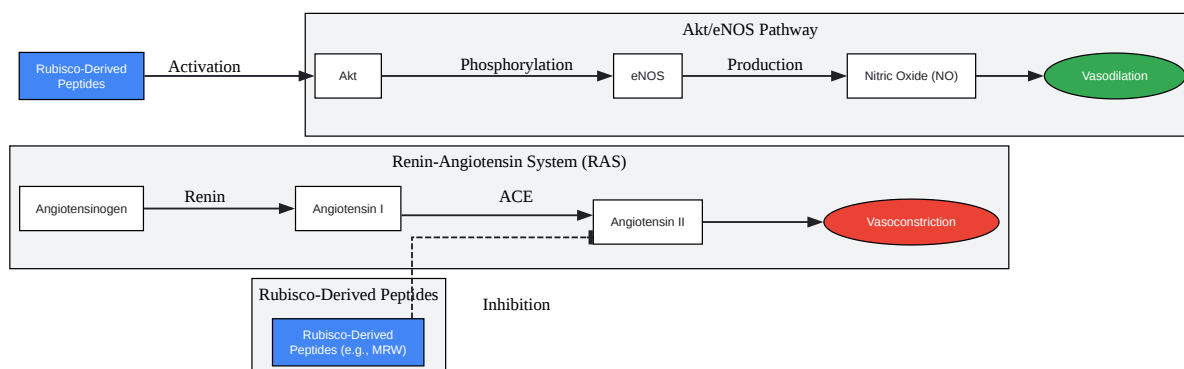 Akt/eNOS Pathway
Rubisco-Derived
Peptides
Activation
Akt
Phosphorylation
eNOS
Production
Nitric Oxide (NO)
Vasodilation
Renin-Angiotensin System (RAS)
Angiotensinogen
Renin
Angiotensin I
ACE
Angiotensin II
Vasoconstriction
Rubisco-Derived Peptides
Inhibition
Rubisco-Derived
Peptides (e.g., MRW)